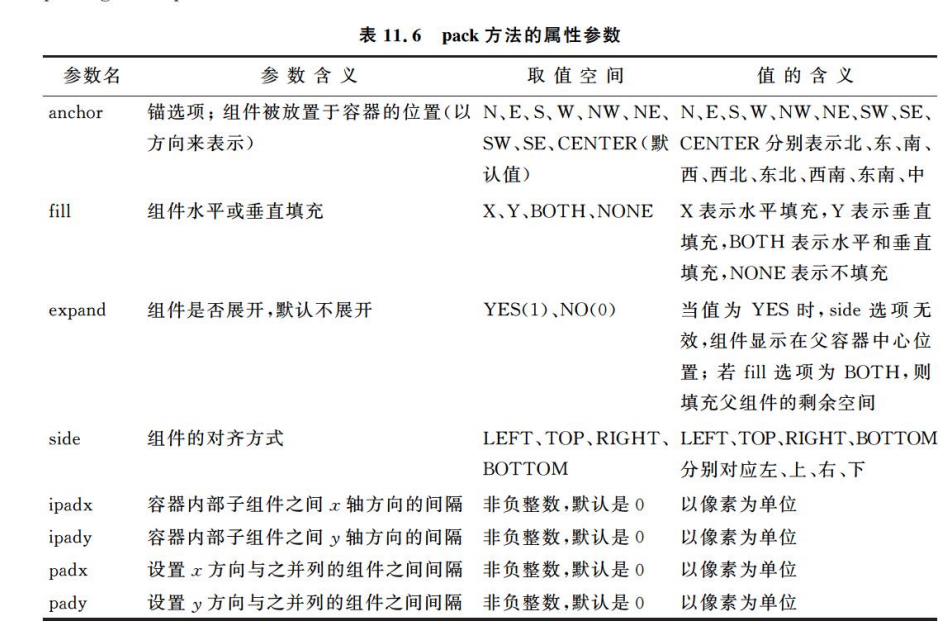 表 11.6 pack 方法的属性参数
参数名 参数含义 取值空间 值的含义
anchor 锚选项；组件被放置于容器的位置(以 N、E、S、W、NW、NE、 N、E、S、W、NW、NE、SW、SE、
方向来表示) SW、SE、CENTER(默 CENTER 分别表示北、东、南、
认值) 西、西北、东北、西南、东南、中
fill 组件水平或垂直填充 X、Y、BOTH、NONE X 表示水平填充，Y 表示垂直
填充，BOTH 表示水平和垂直
填充，NONE 表示不填充
expand 组件是否展开，默认不展开 YES(1)、NO(0) 当值为 YES 时，side 选项无
效，组件显示在父容器中心位
置；若 fill 选项为 BOTH，则
填充父组件的剩余空间
side 组件的对齐方式 LEFT、TOP、RIGHT、 LEFT、TOP、RIGHT、BOTTOM
BOTTOM 分别对应左、上、右、下
ipadx 容器内部子组件之间 x 轴方向的间隔 非负整数，默认是 0 以像素为单位
ipady 容器内部子组件之间 y 轴方向的间隔 非负整数，默认是 0 以像素为单位
padx 设置 x 方向与之并列的组件之间间隔 非负整数，默认是 0 以像素为单位
pady 设置 y 方向与之并列的组件之间间隔 非负整数，默认是 0 以像素为单位